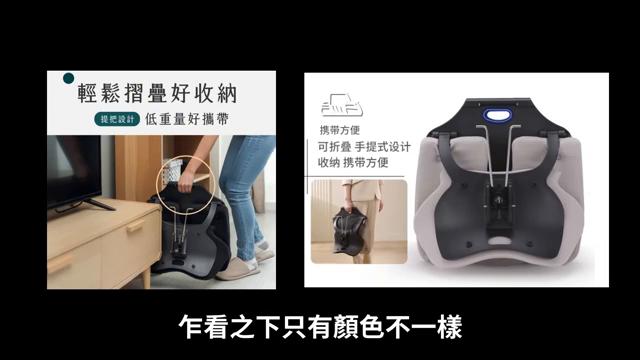 輕鬆摺疊好收納
提把設計 低重量好攜帶
携带方便
可折叠 手提式设计
收纳 携带方便
乍看之下只有顏色不一樣